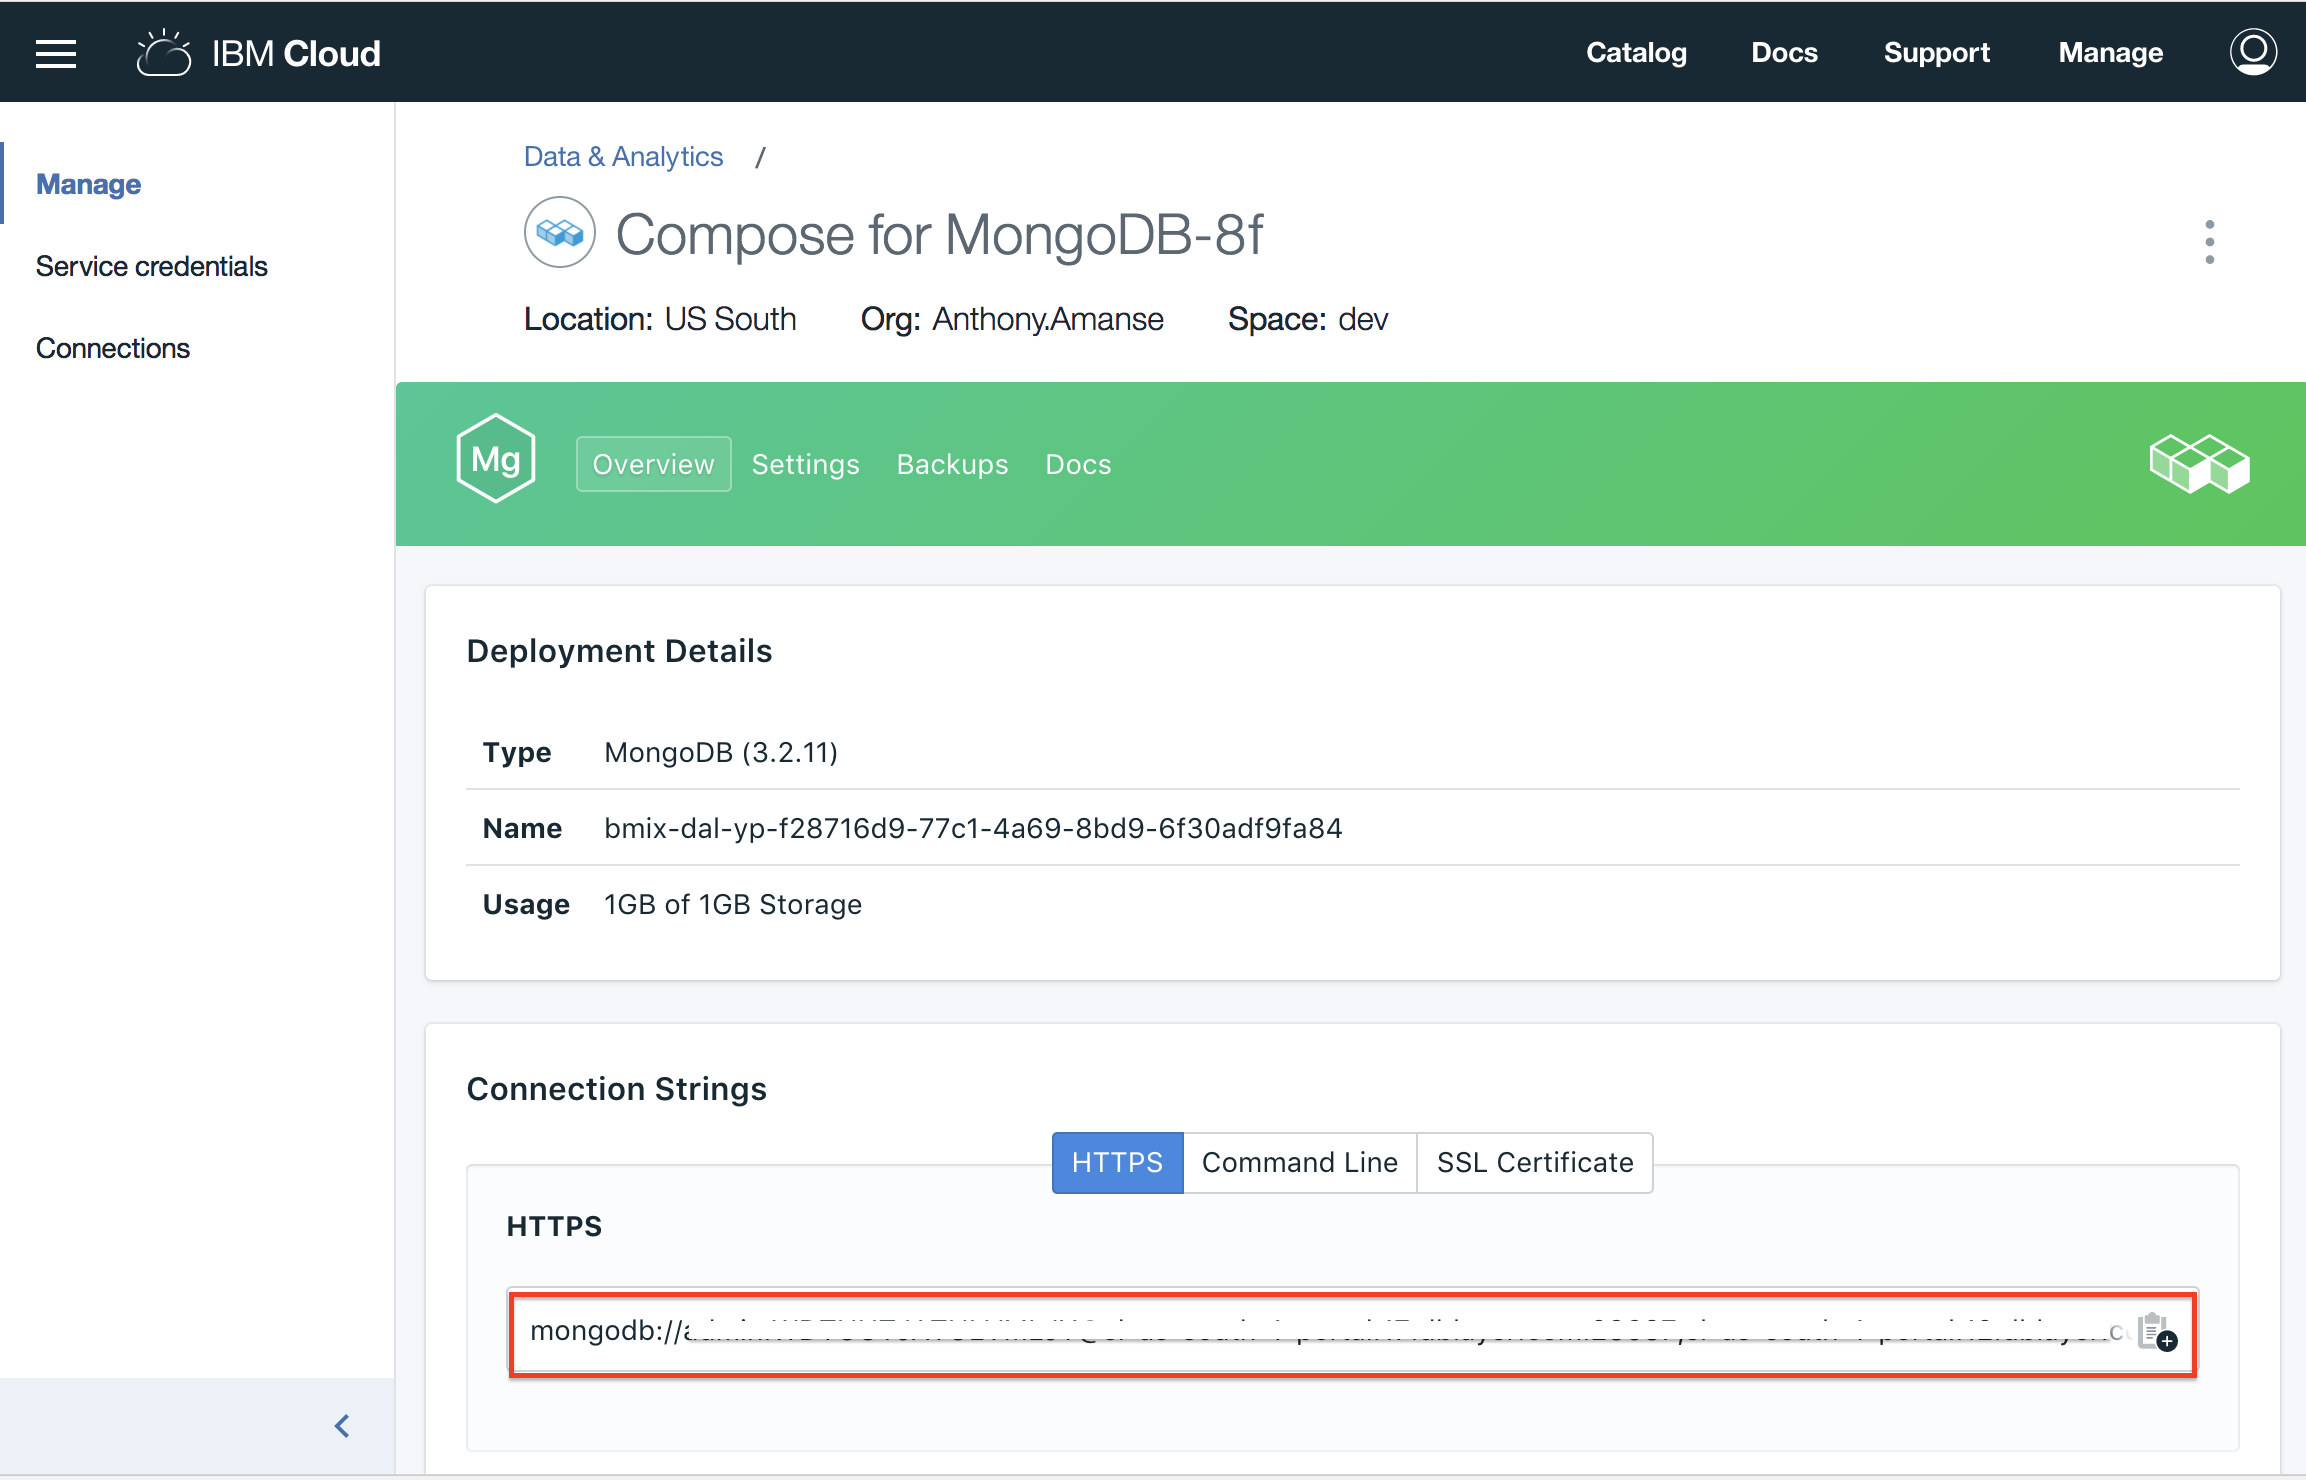 IBM Cloud
Catalog Docs Support Manage
Manage
Service credentials
Connections
Data & Analytics /
Compose for MongoDB-8f
Location: US South Org: Anthony.Amanse Space: dev
Mg Overview Settings Backups Docs
Deployment Details
Type MongoDB (3.2.11)
Name bmix-dal-yp-f28716d9-77c1-4a69-8bd9-6f30adf9fa84
Usage 1GB of 1GB Storage
Connection Strings
HTTPS Command Line SSL Certificate
HTTPS
mongodb://